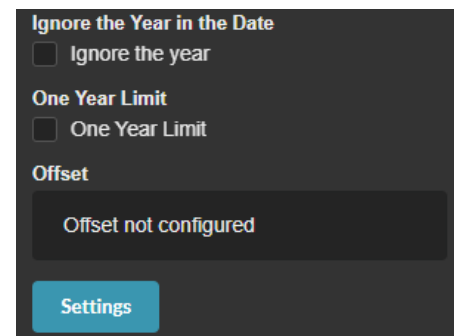 Ignore the Year in the Date
Ignore the year
One Year Limit
One Year Limit
Offset
Offset not configured
Settings